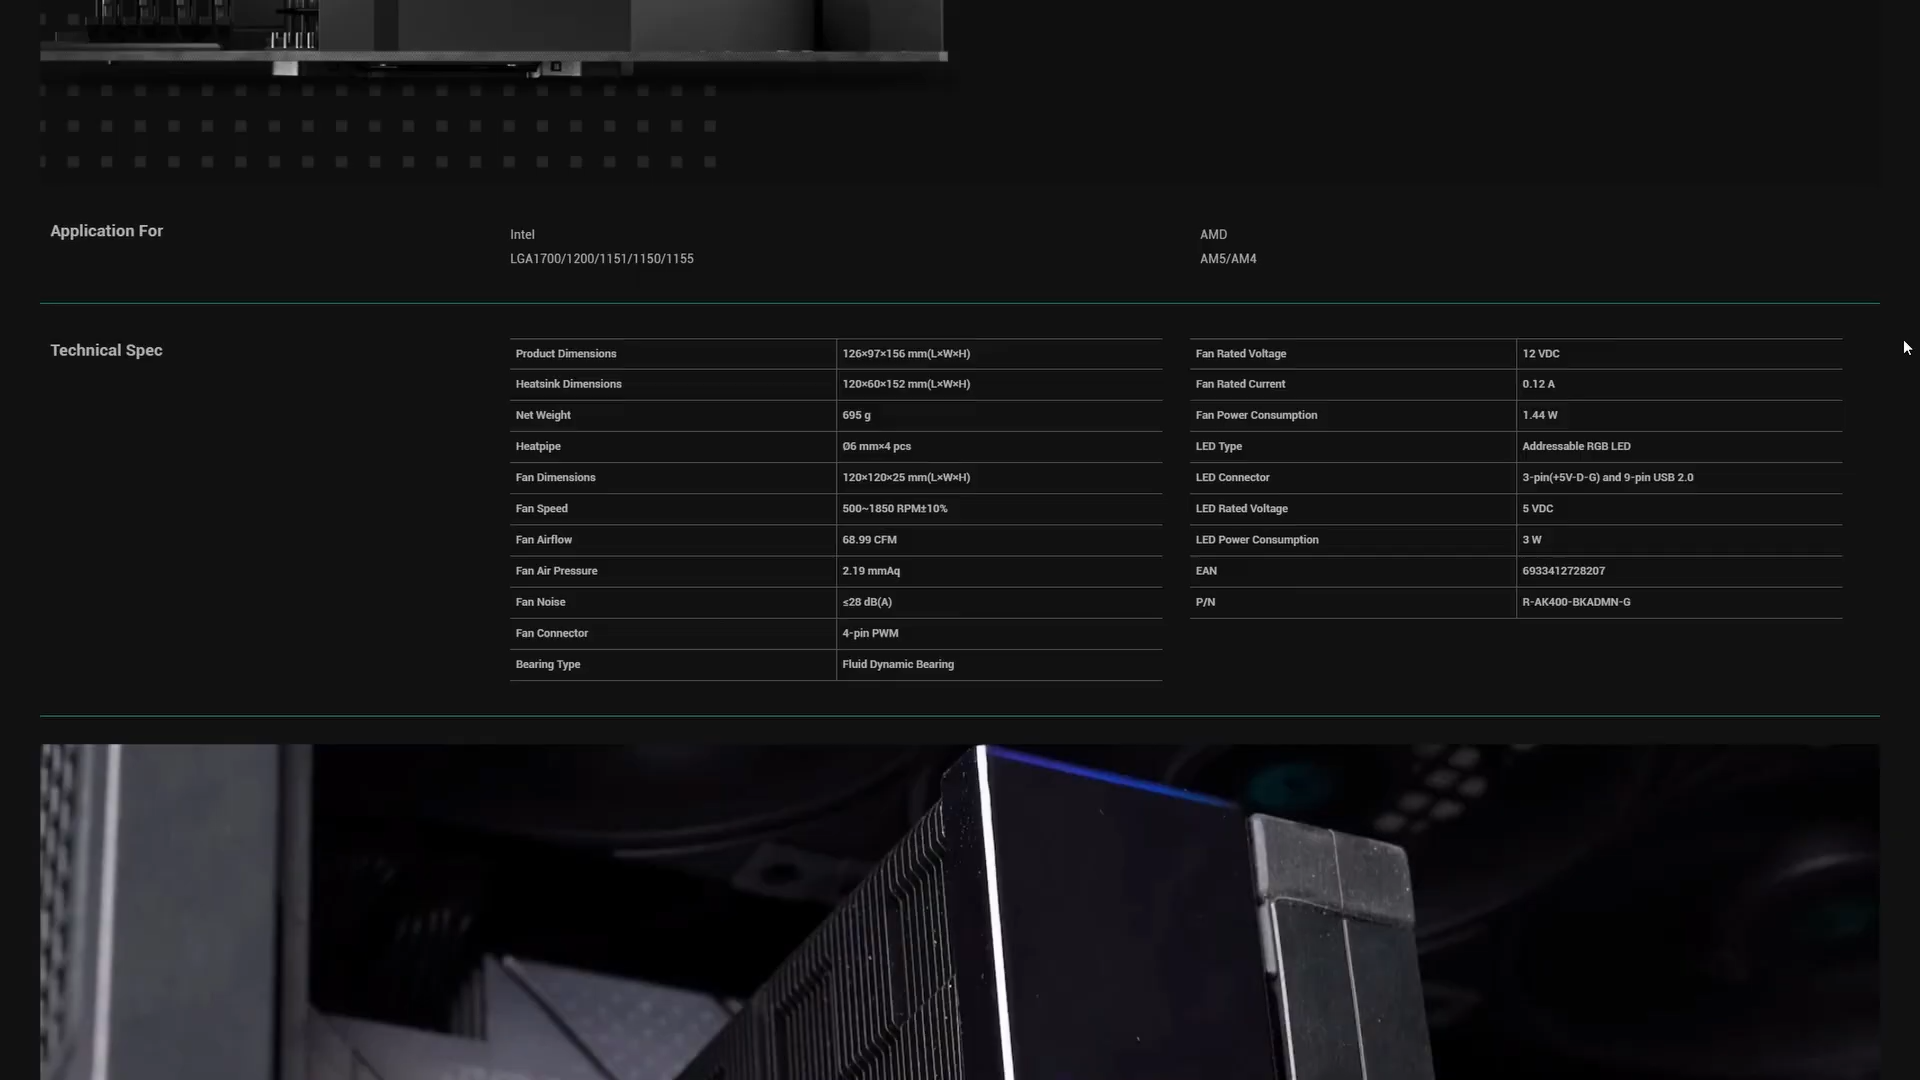 Application For
Intel
LGA1700/1200/1151/1150/1155
AMD
AM5/AM4
Technical Spec
Product Dimensions 126×97×156 mm(L×W×H)
Heatsink Dimensions 120×60×152 mm(L×W×H)
Net Weight 695 g
Heatpipe Ø6 mm×4 pcs
Fan Dimensions 120×120×25 mm(L×W×H)
Fan Speed 500~1850 RPM±10%
Fan Airflow 68.99 CFM
Fan Air Pressure 2.19 mmAq
Fan Noise ≤28 dB(A)
Fan Connector 4-pin PWM
Bearing Type Fluid Dynamic Bearing
Fan Rated Voltage 12 VDC
Fan Rated Current 0.12 A
Fan Power Consumption 1.44 W
LED Type Addressable RGB LED
LED Connector 3-pin(+5V-D-G) and 9-pin USB 2.0
LED Rated Voltage 5 VDC
LED Power Consumption 3 W
EAN 6933412728207
P/N R-AK400-BKADMN-G